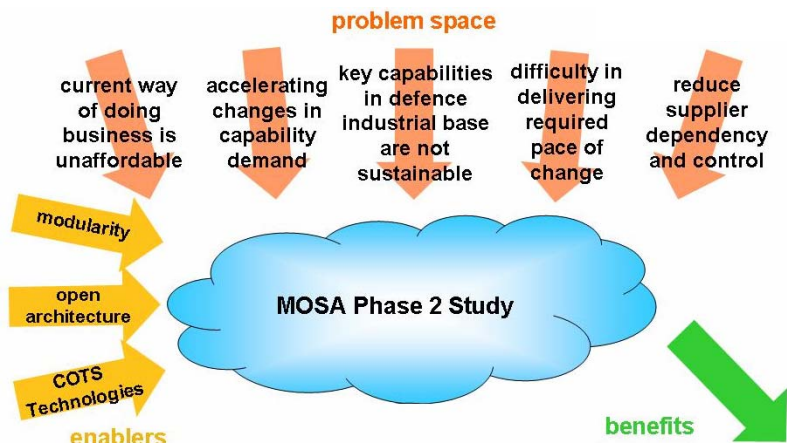 problem space
current way
of doing
business is
unaffordable
accelerating
changes in
capability
demand
key capabilities
in defence
industrial base
are not
sustainable
difficulty in
delivering
required
pace of
change
reduce
supplier
dependency
and control
modularity
open
architecture
COTS
Technologies
MOSA Phase 2 Study
enablers
benefits